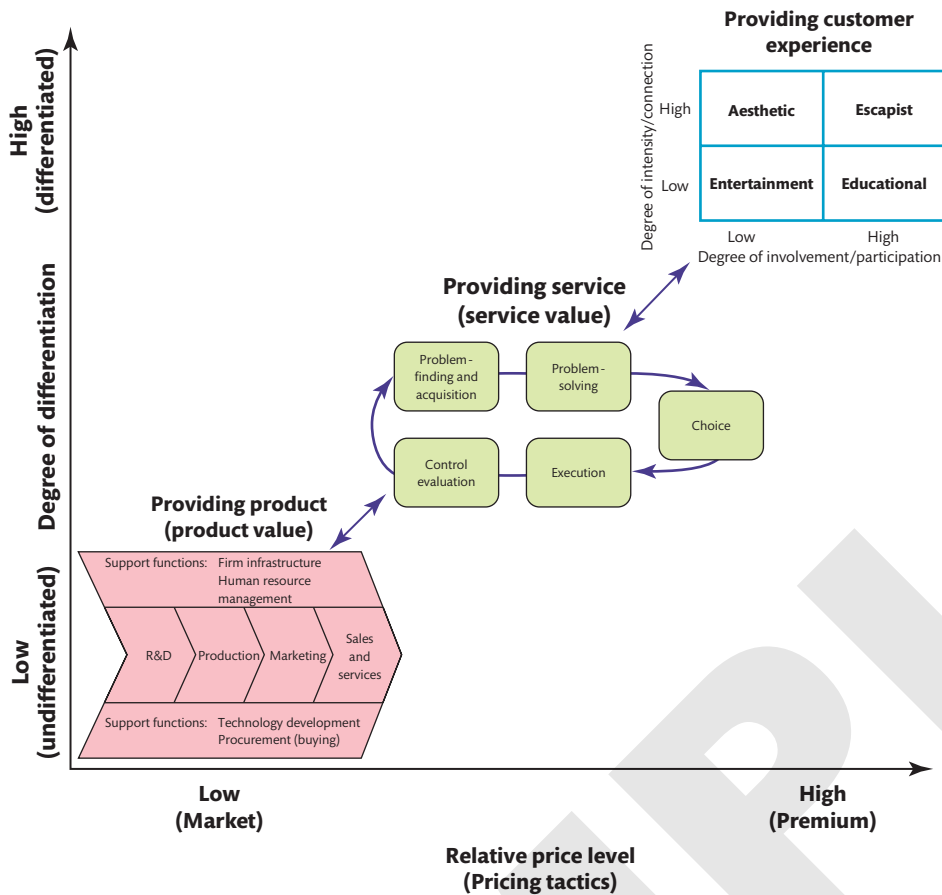 Providing customer
experience
Degree of intensity/connection
High
Aesthetic
Escapist
Low
Entertainment
Educational
Low
High
Degree of involvement/participation
High
(differentiated)
Degree of differentiation
Low
(undifferentiated)
Providing service
(service value)
Problem-
finding and
acquisition
Problem-
solving
Choice
Control
evaluation
Execution
Providing product
(product value)
Support functions: Firm infrastructure
Human resource
management
R&D
Production
Marketing
Sales
and
services
Support functions: Technology development
Procurement (buying)
Low
(Market)
High
(Premium)
Relative price level
(Pricing tactics)